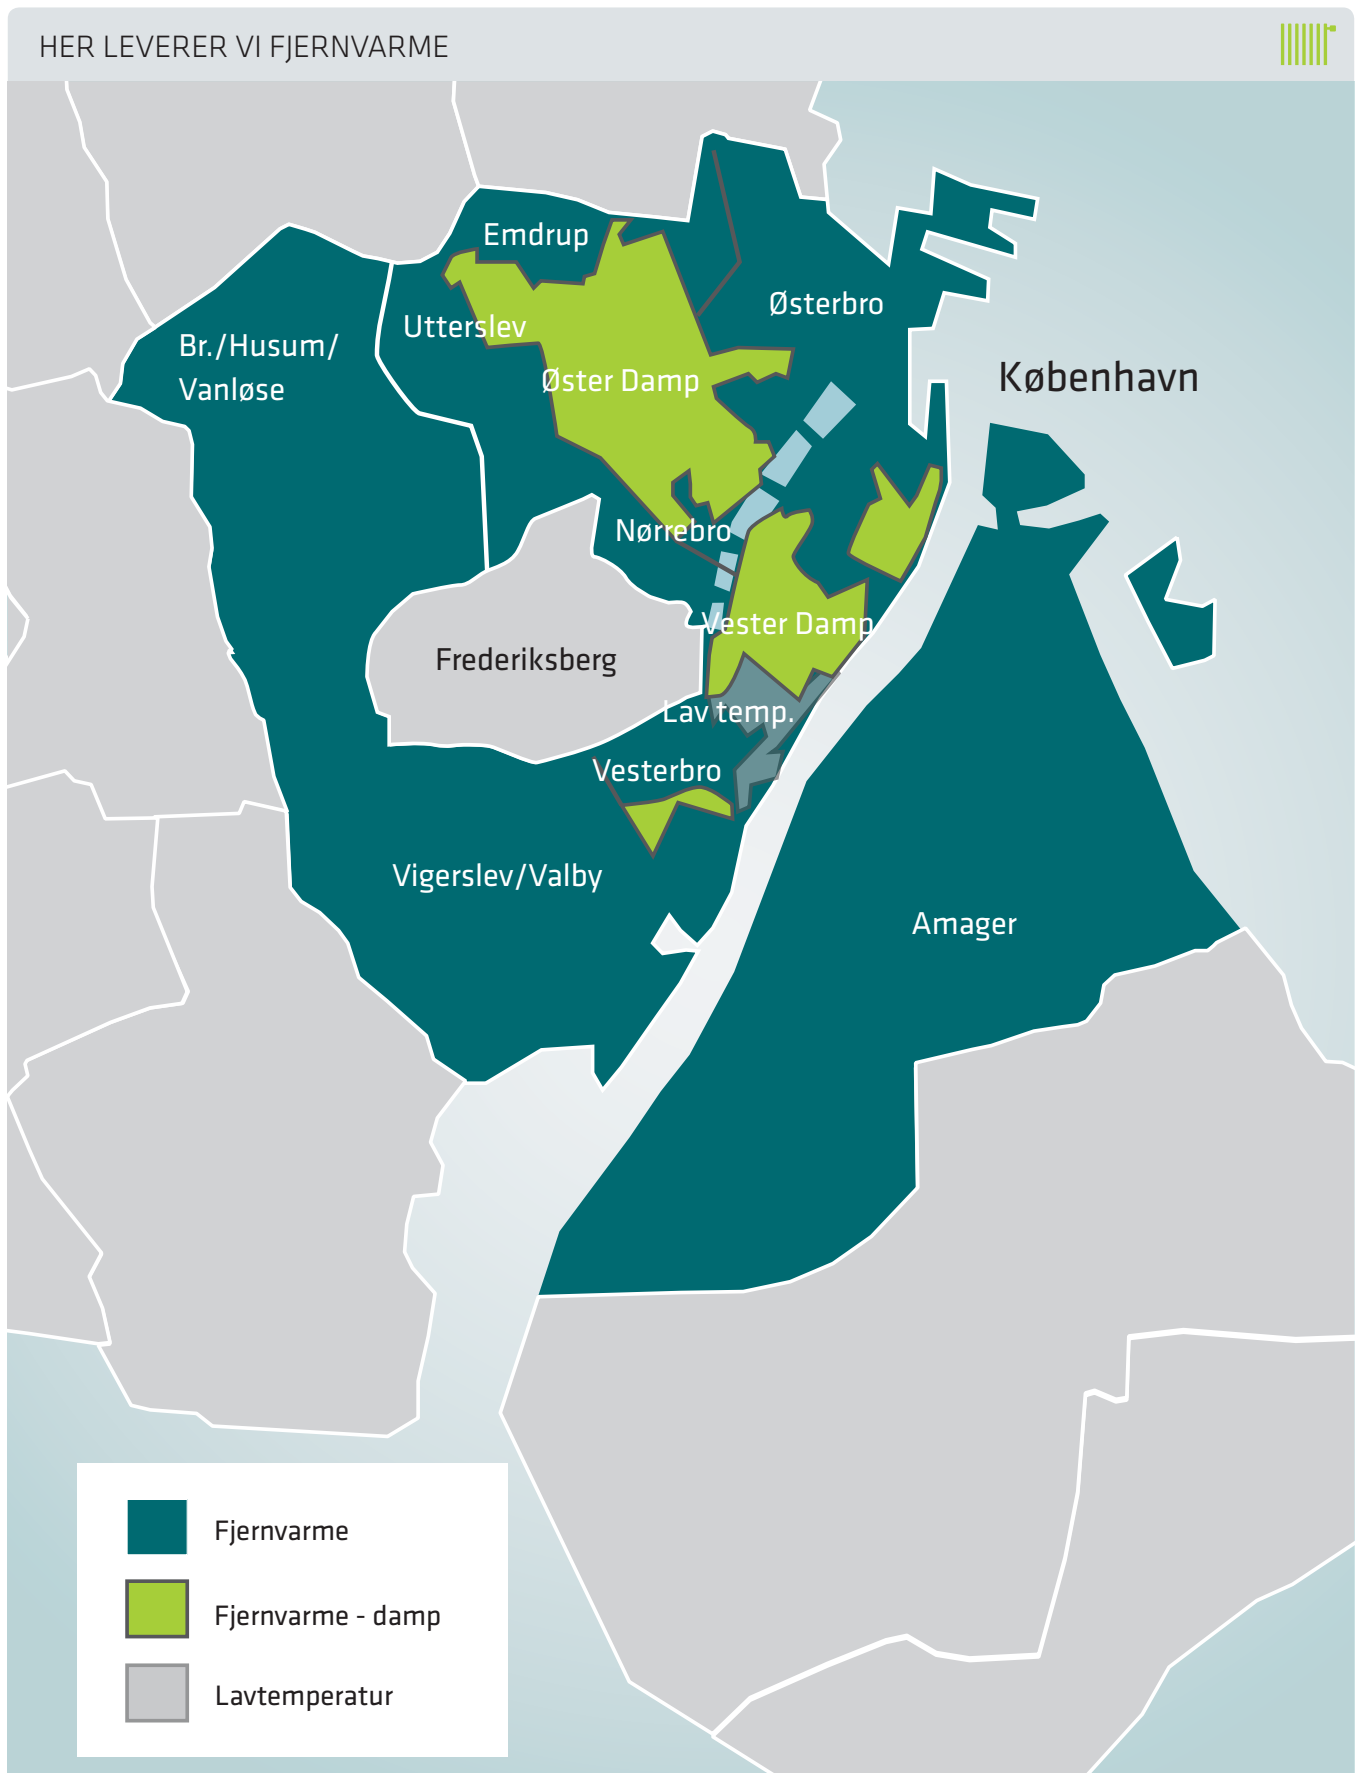 HER LEVERER VI FJERNVARME
Emdrup
Østerbro
Utterslev
Br./Husum/
Vanløse
København
Øster Damp
Nørrebro
Vester Damp
Frederiksberg
Lav temp.
Vesterbro
Vigerslev/Valby
Amager
Fjernvarme
Fjernvarme - damp
Lavtemperatur